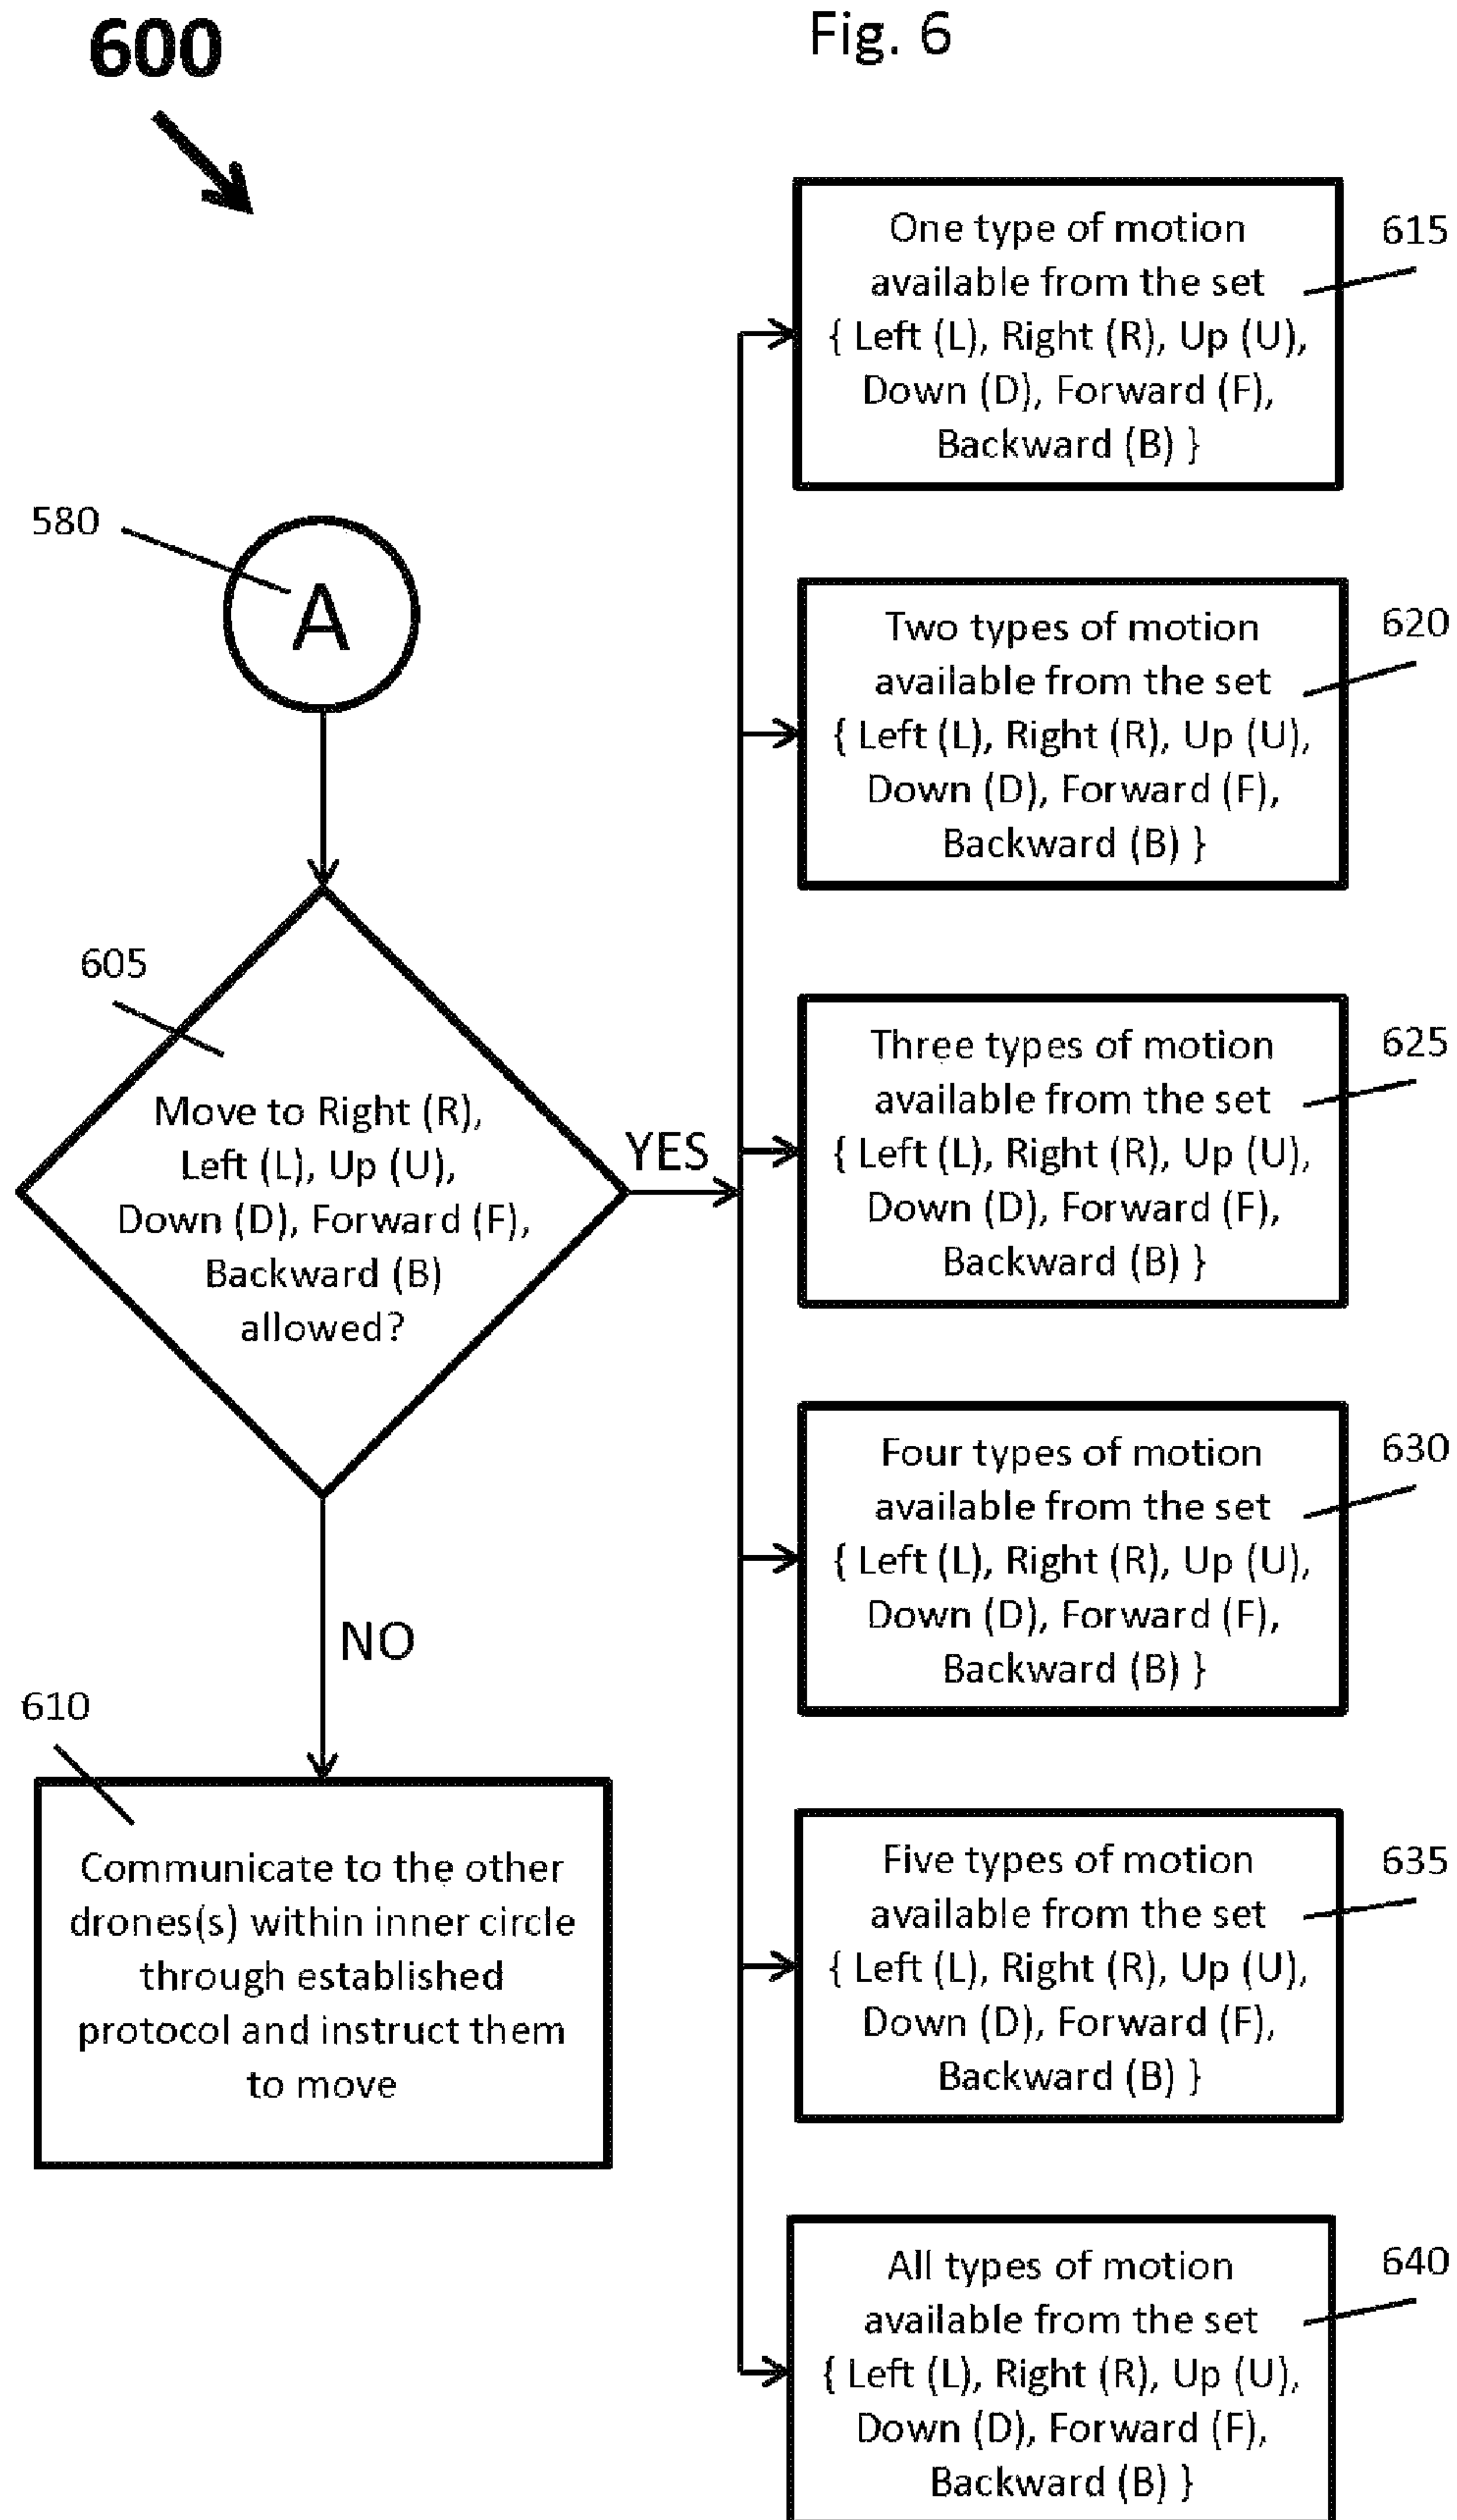 600
Fig. 6
580
A
605
Move to Right (R),
Left (L), Up (U),
Down (D), Forward (F),
Backward (B)
allowed?
YES
NO
610
Communicate to the other
drones(s) within inner circle
through established
protocol and instruct them
to move
One type of motion
available from the set
{ Left (L), Right (R), Up (U),
Down (D), Forward (F),
Backward (B) }
615
Two types of motion
available from the set
{ Left (L), Right (R), Up (U),
Down (D), Forward (F),
Backward (B) }
620
Three types of motion
available from the set
{ Left (L), Right (R), Up (U),
Down (D), Forward (F),
Backward (B) }
625
Four types of motion
available from the set
{ Left (L), Right (R), Up (U),
Down (D), Forward (F),
Backward (B) }
630
Five types of motion
available from the set
{ Left (L), Right (R), Up (U),
Down (D), Forward (F),
Backward (B) }
635
All types of motion
available from the set
{ Left (L), Right (R), Up (U),
Down (D), Forward (F),
Backward (B) }
640